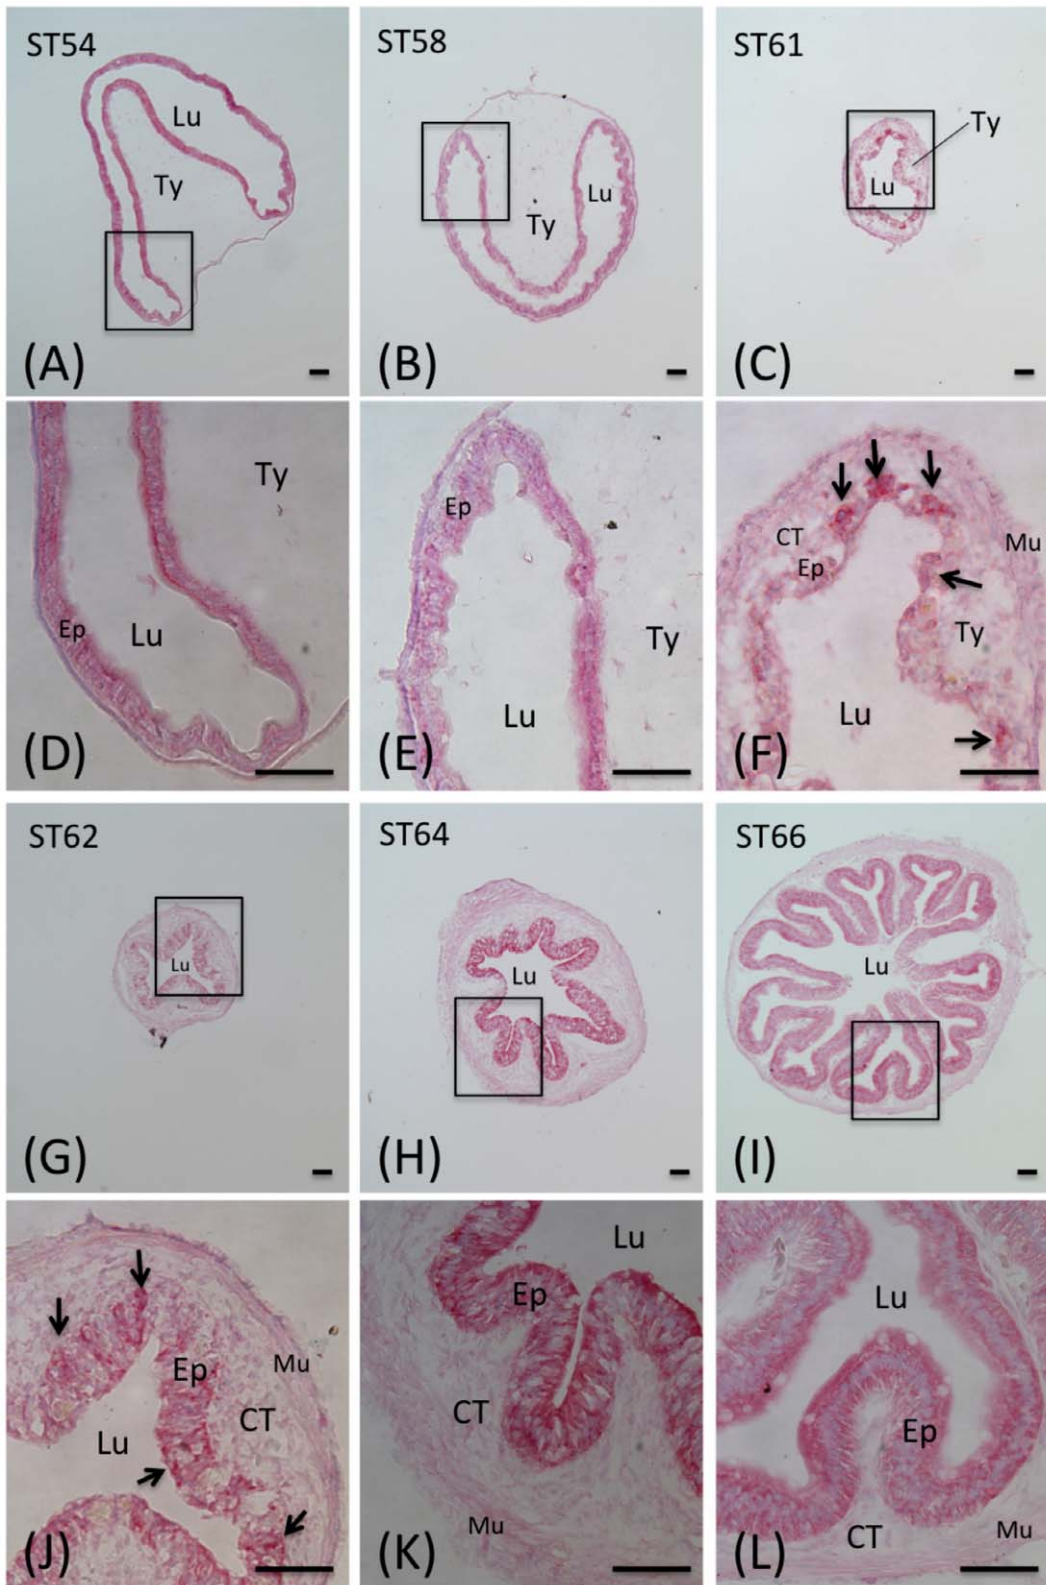 ST54
Lu
Ty
(A)
ST58
Lu
Ty
(B)
ST61
Ty
Lu
(C)
Ty
Ep
Lu
(D)
Ep
Ty
Lu
(E)
CT
Mu
Ep
Ty
Lu
(F)
ST62
Lu
(G)
ST64
Lu
(H)
ST66
Lu
(I)
Ep
Mu
CT
Lu
(J)
Lu
Ep
CT
Mu
(K)
Lu
Ep
CT
Mu
(L)